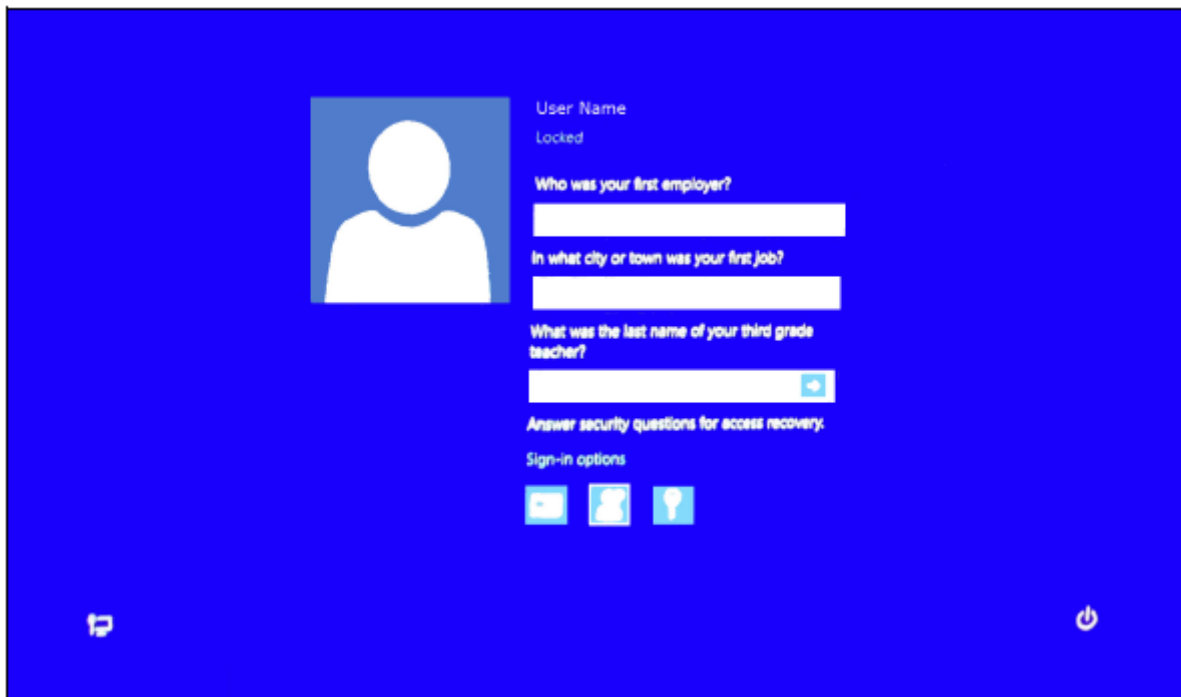 User Name
Locked
Who was your first employer?
In what city or town was your first job?
What was the last name of your third grade
teacher?
Answer security questions for access recovery.
Sign-in options